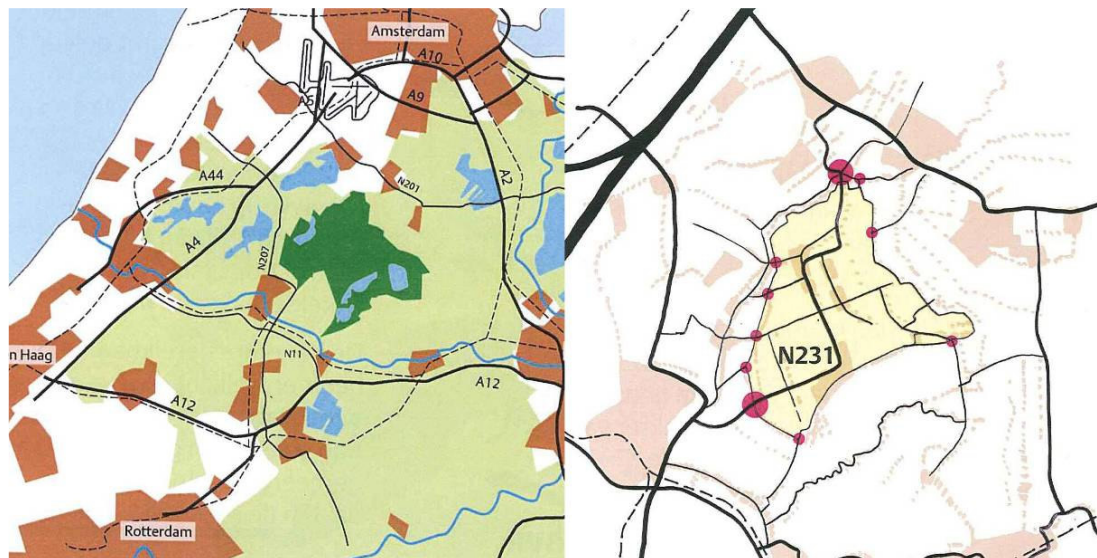 Amsterdam
A10
A5
A9
A44
N201
A2
A4
N207
n Haag
N11
A12
A12
Rotterdam
N231